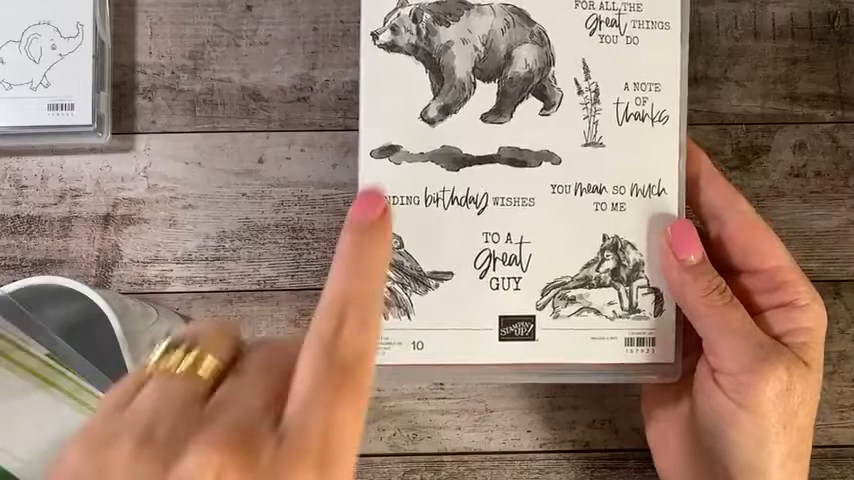 FOR ALL THE
great THINGS
YOU DO
A NOTE
OF
thanks
NDING birthday WISHES
YOU mean SO much
TO ME
TO A
great
GUY
STAMPIN'
UP!
10